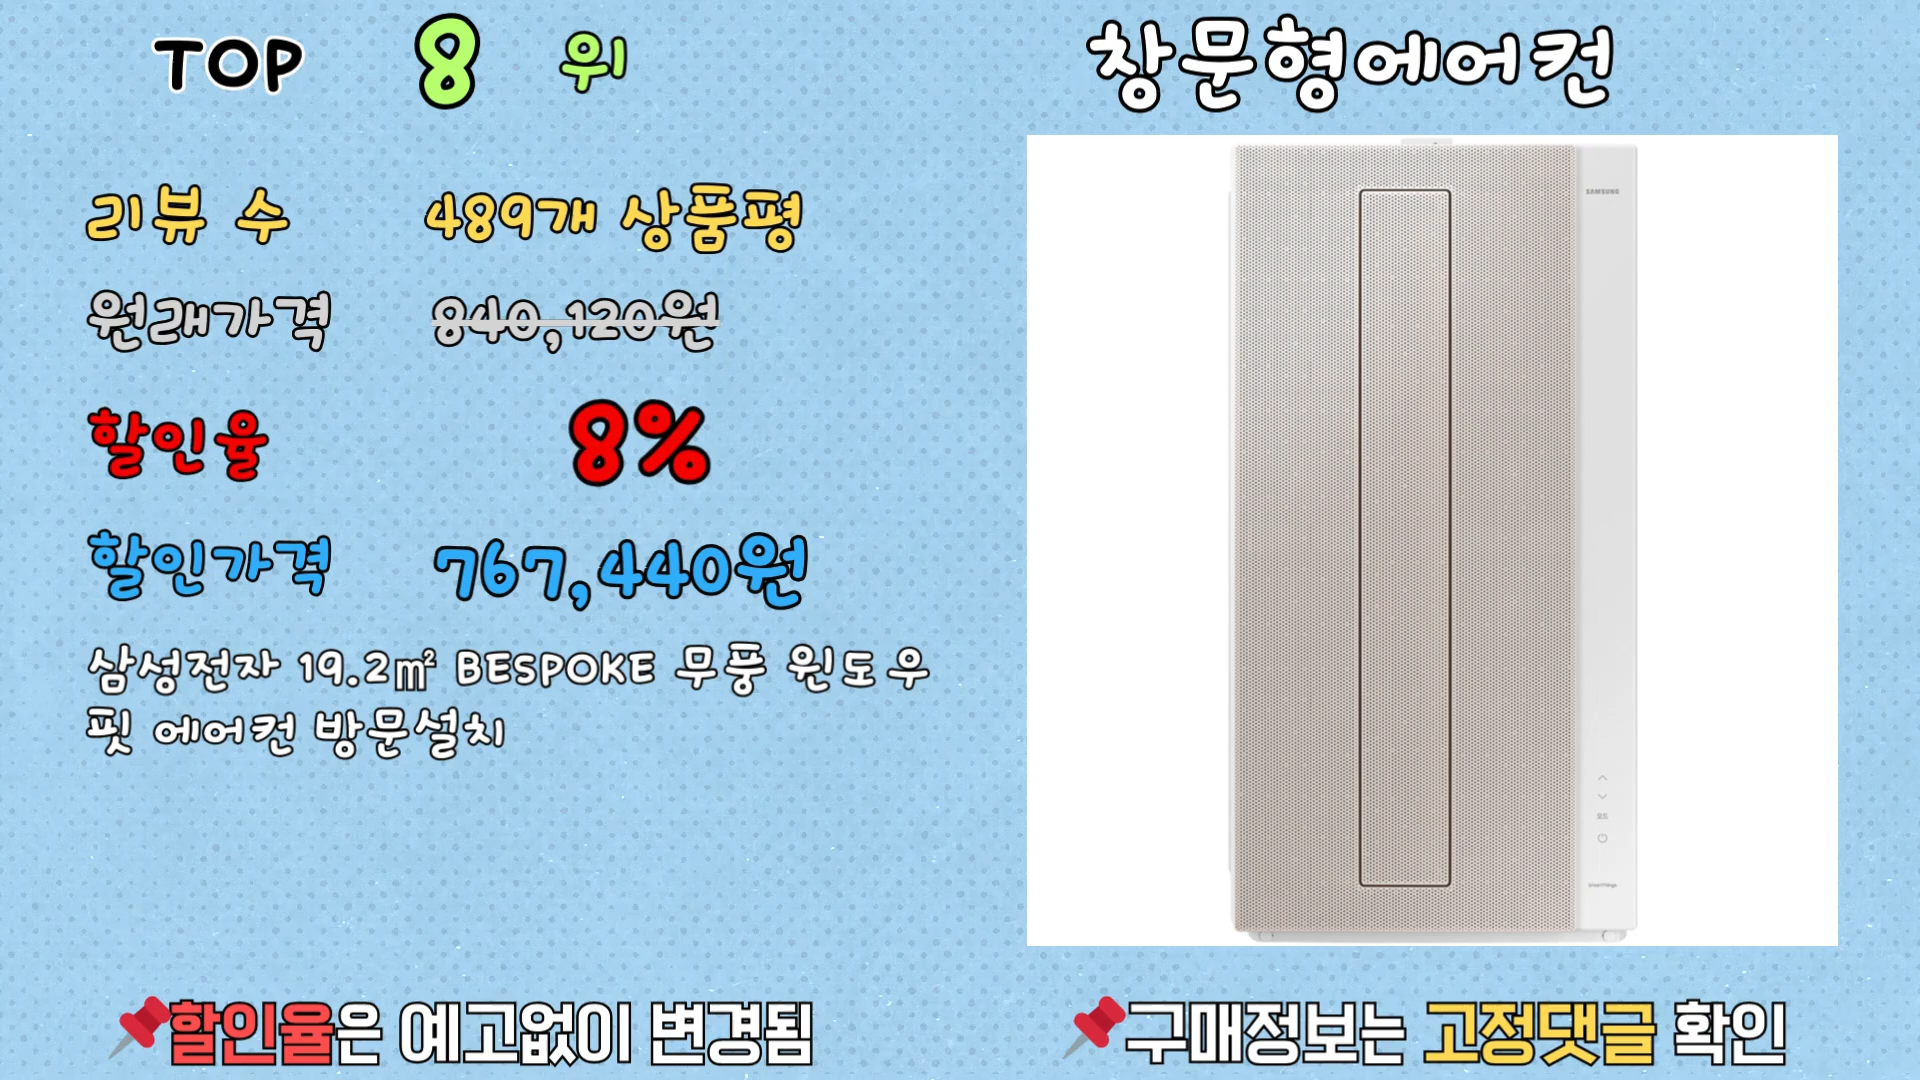 TOP 8 위
창문형에어컨
리뷰 수 489개 상품평
원래가격 840,120원
할인율 8%
할인가격 767,440원
삼성전자 19.2㎡ BESPOKE 무풍 윈도우
핏 에어컨 방문설치
SAMSUNG
SmartThings
할인율은 예고없이 변경됨
구매정보는 고정댓글 확인